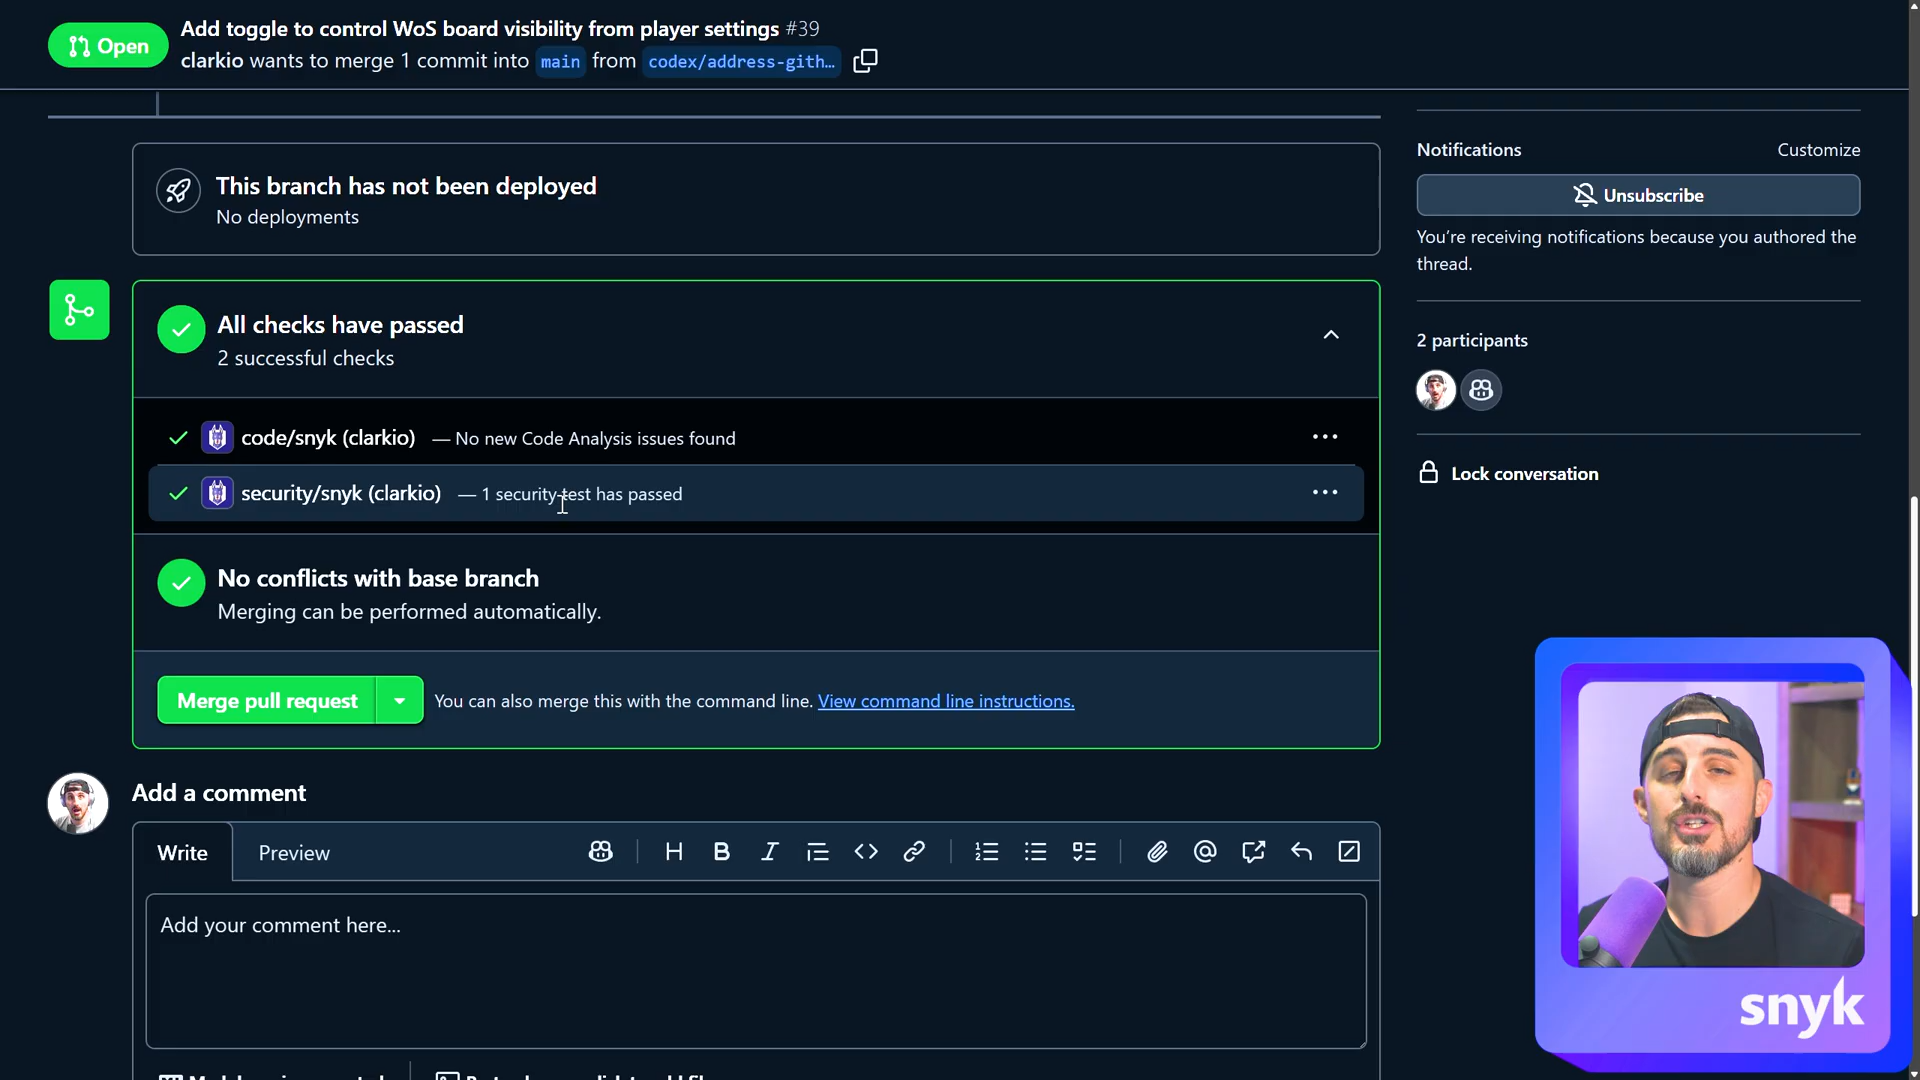 Open
Add toggle to control WoS board visibility from player settings #39
clarkio wants to merge 1 commit into main from codex/address-gith...
This branch has not been deployed
No deployments
All checks have passed
2 successful checks
code/snyk (clarkio) — No new Code Analysis issues found
security/snyk (clarkio) — 1 security test has passed
No conflicts with base branch
Merging can be performed automatically.
Merge pull request
You can also merge this with the command line. View command line instructions.
Add a comment
Write
Preview
Add your comment here...
Notifications
Customize
Unsubscribe
You’re receiving notifications because you authored the
thread.
2 participants
Lock conversation
snyk